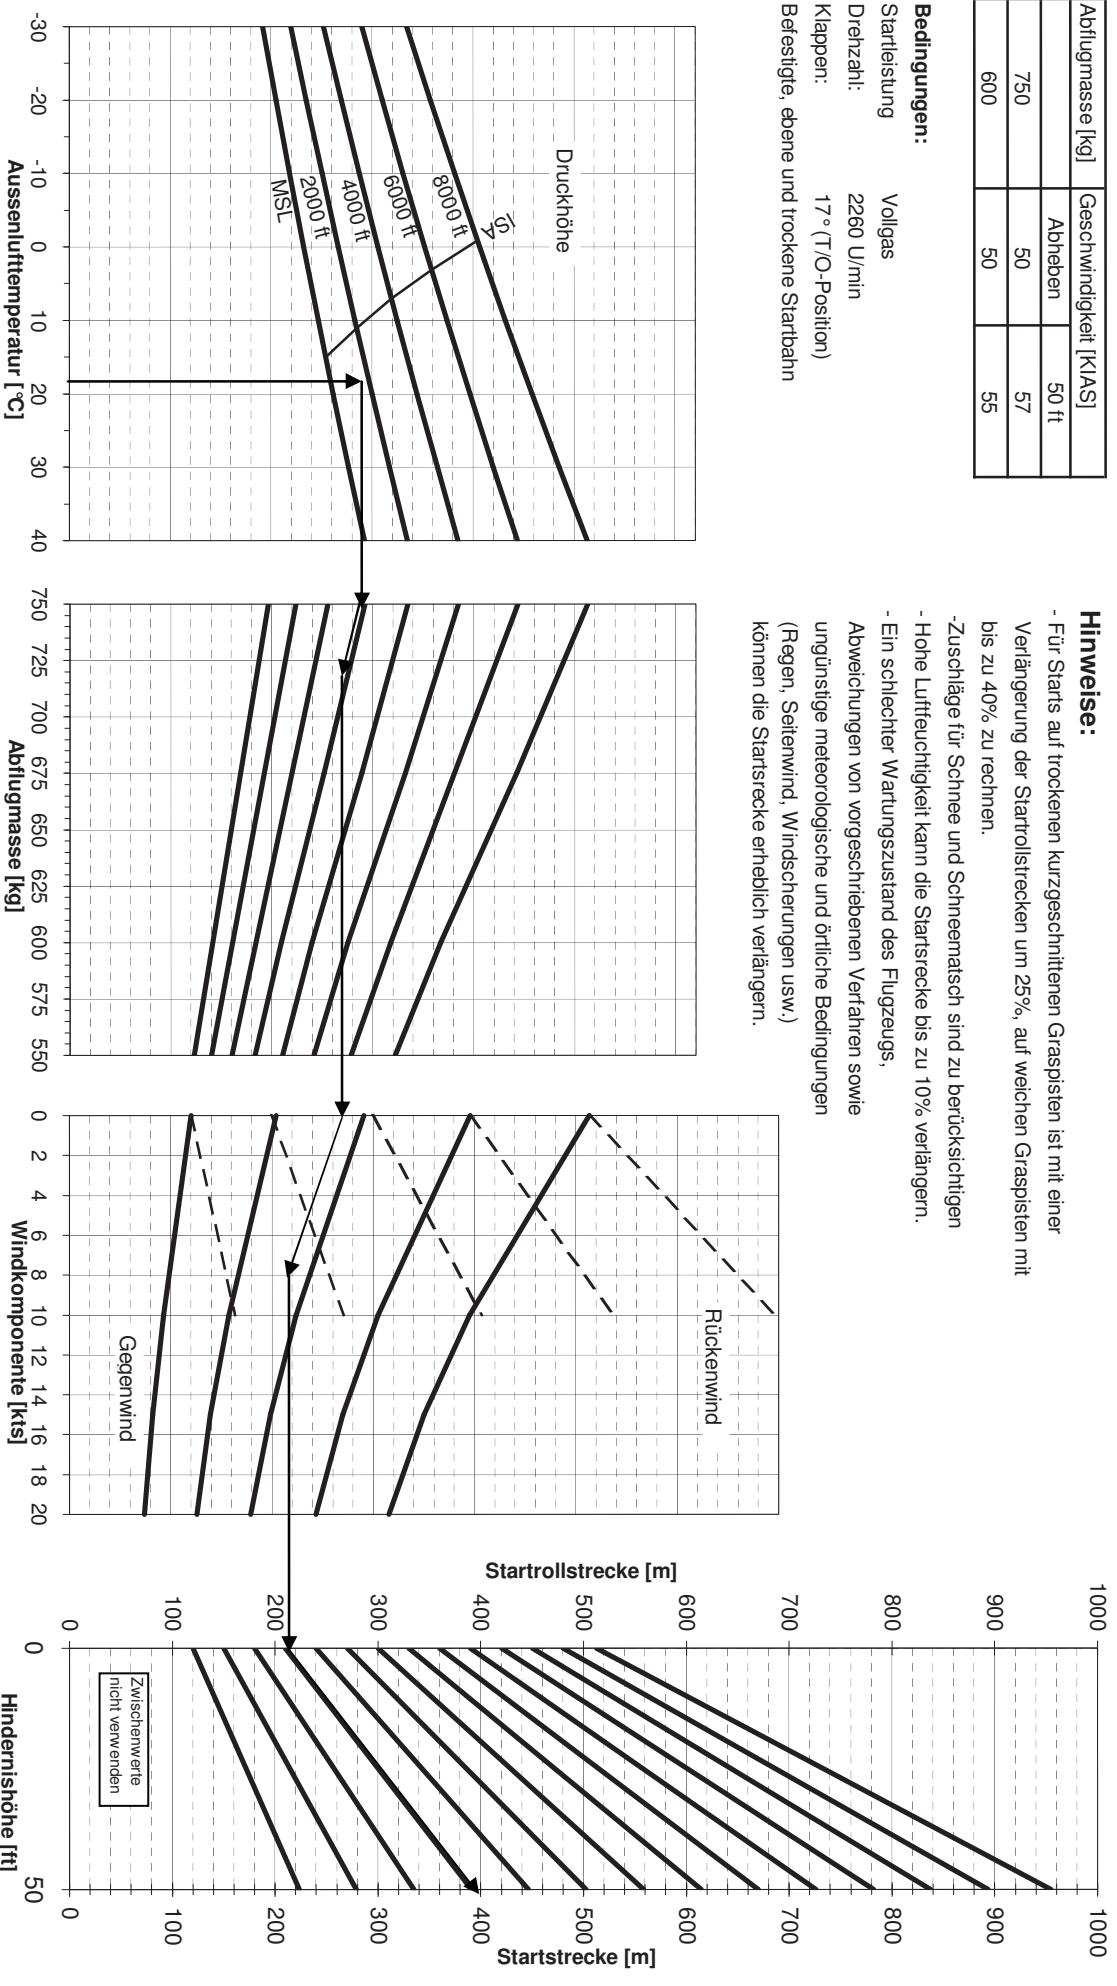 Abflugmasse [kg] Geschwindigkeit [KIAS]
Abheben 50 ft
750 50 57
600 50 55
Bedingungen:
Startleistung Vollgas
Drehzahl: 2260 U/min
Klappen: 17° (T/O-Position)
Befestigte, ebene und trockene Startbahn
Hinweise:
- Für Starts auf trockenen kurzgeschnittenen Graspisten ist mit einer
Verlängerung der Startrollstrecken um 25%, auf weichen Graspisten mit
bis zu 40% zu rechnen.
-Zuschläge für Schnee und Schneematsch sind zu berücksichtigen
- Hohe Luftfeuchtigkeit kann die Startsrecke bis zu 10% verlängern.
- Ein schlechter Wartungszustand des Flugzeugs,
Abweichungen von vorgeschriebenen Verfahren sowie
ungünstige meteorologische und örtliche Bedingungen
(Regen, Seitenwind, Windscherungen usw.)
können die Startsrecke erheblich verlängern.
Druckhöhe
ISA
8000 ft
6000 ft
4000 ft
2000 ft
MSL
-30 -20 -10 0 10 20 30 40
Aussenlufttemperatur [°C]
750 725 700 675 650 625 600 575 550
Abflugmasse [kg]
Rückenwind
Gegenwind
0 2 4 6 8 10 12 14 16 18 20
Windkomponente [kts]
Startrollstrecke [m]
1000
900
800
700
600
500
400
300
200
100
0
Zwischenwerte
nicht verwenden
0 50
Hindernishöhe [ft]
1000
900
800
700
600
500
400
300
200
100
0
Startstrecke [m]